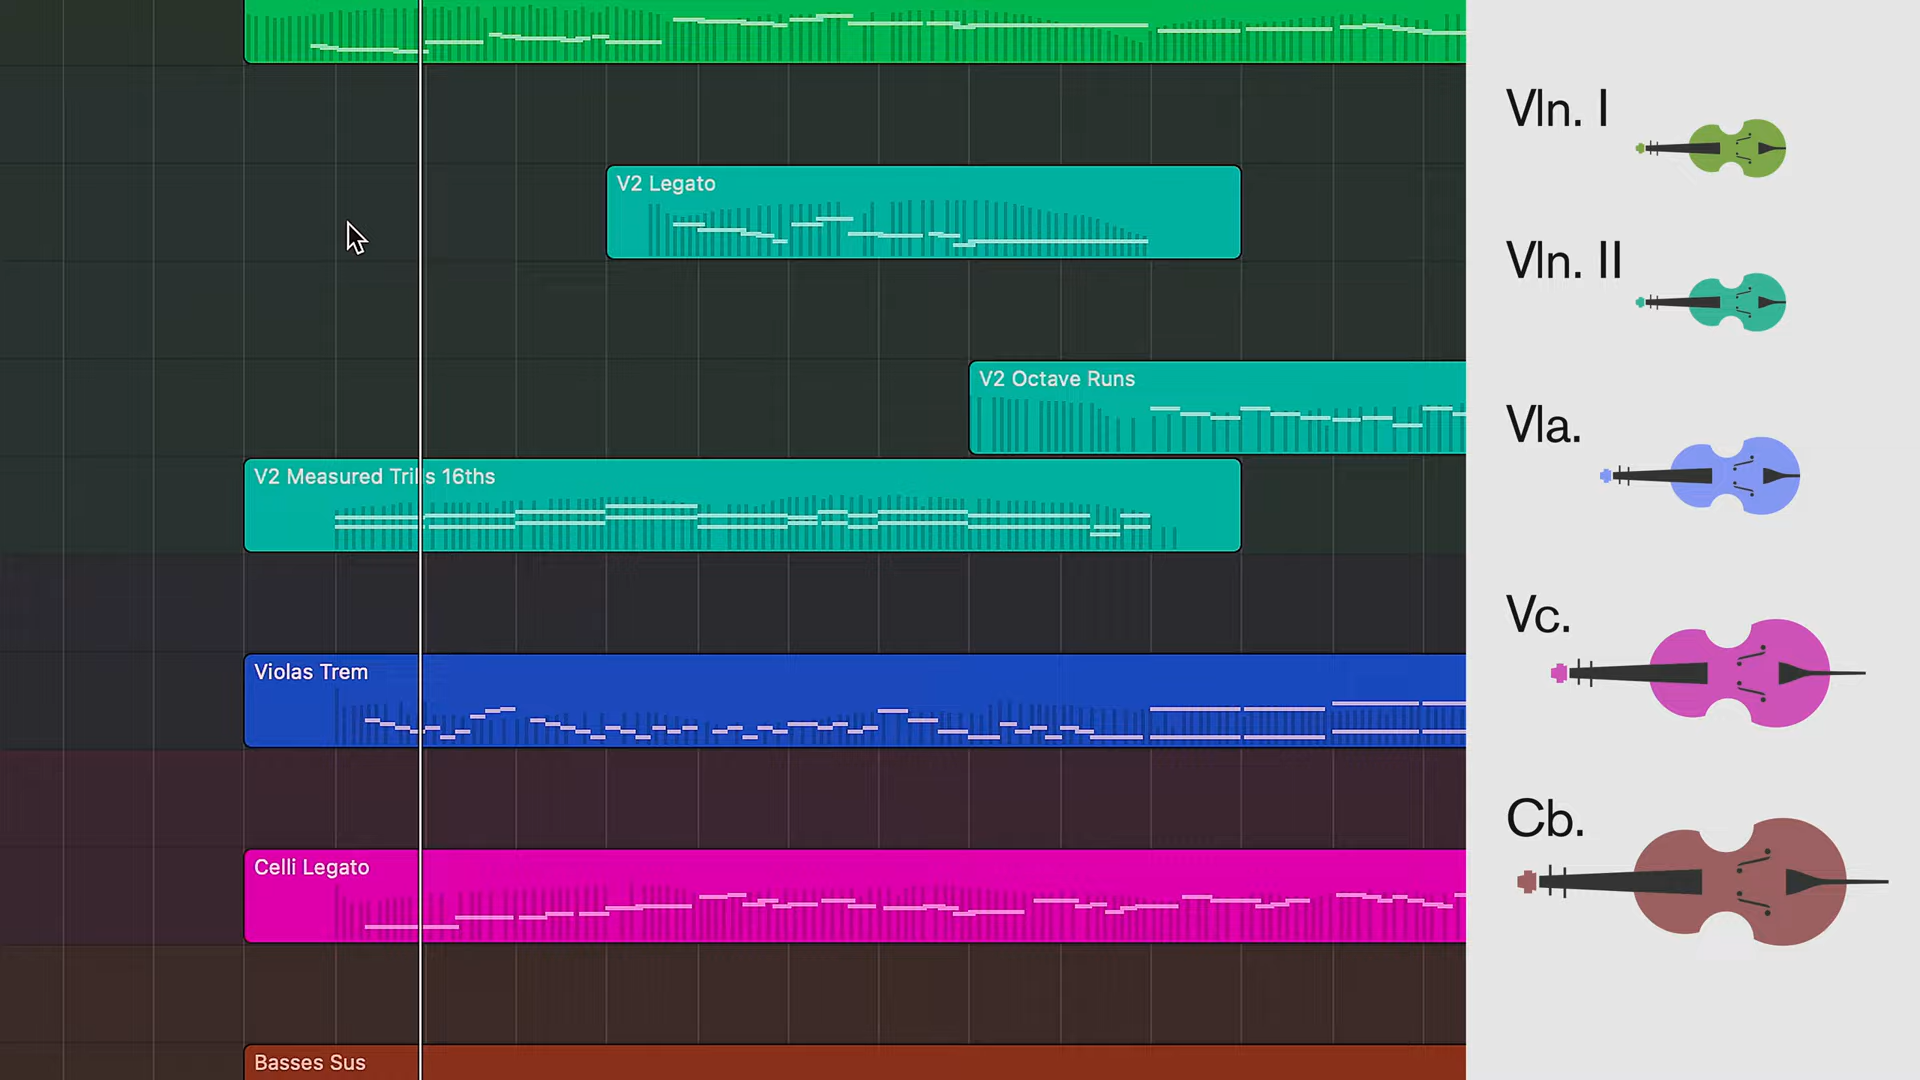 V2 Legato
V2 Octave Runs
V2 Measured Trills 16ths
Violas Trem
Celli Legato
Basses Sus
Vln. I
Vln. II
Vla.
Vc.
Cb.